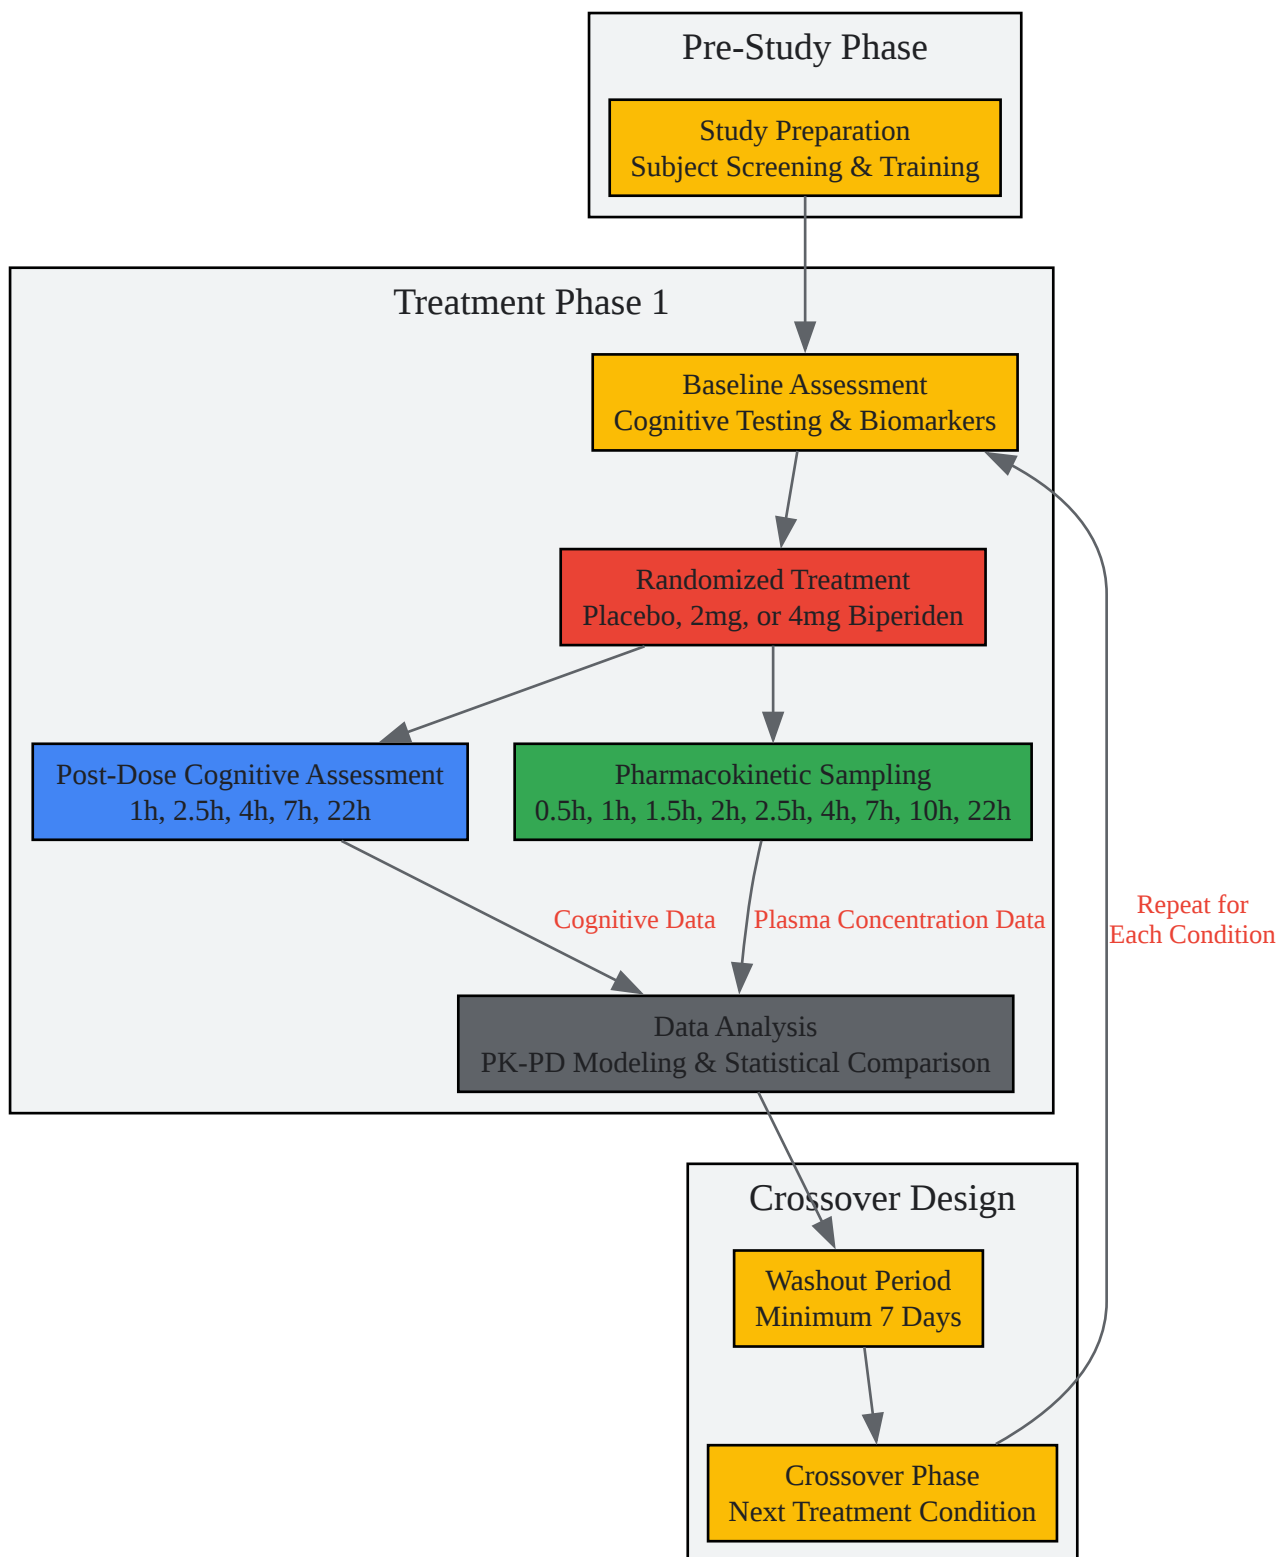 Pre-Study Phase
Study Preparation
Subject Screening & Training
Treatment Phase 1
Baseline Assessment
Cognitive Testing & Biomarkers
Randomized Treatment
Placebo, 2mg, or 4mg Biperiden
Post-Dose Cognitive Assessment
1h, 2.5h, 4h, 7h, 22h
Pharmacokinetic Sampling
0.5h, 1h, 1.5h, 2h, 2.5h, 4h, 7h, 10h, 22h
Cognitive Data
Plasma Concentration Data
Repeat for
Each Condition
Data Analysis
PK-PD Modeling & Statistical Comparison
Crossover Design
Washout Period
Minimum 7 Days
Crossover Phase
Next Treatment Condition